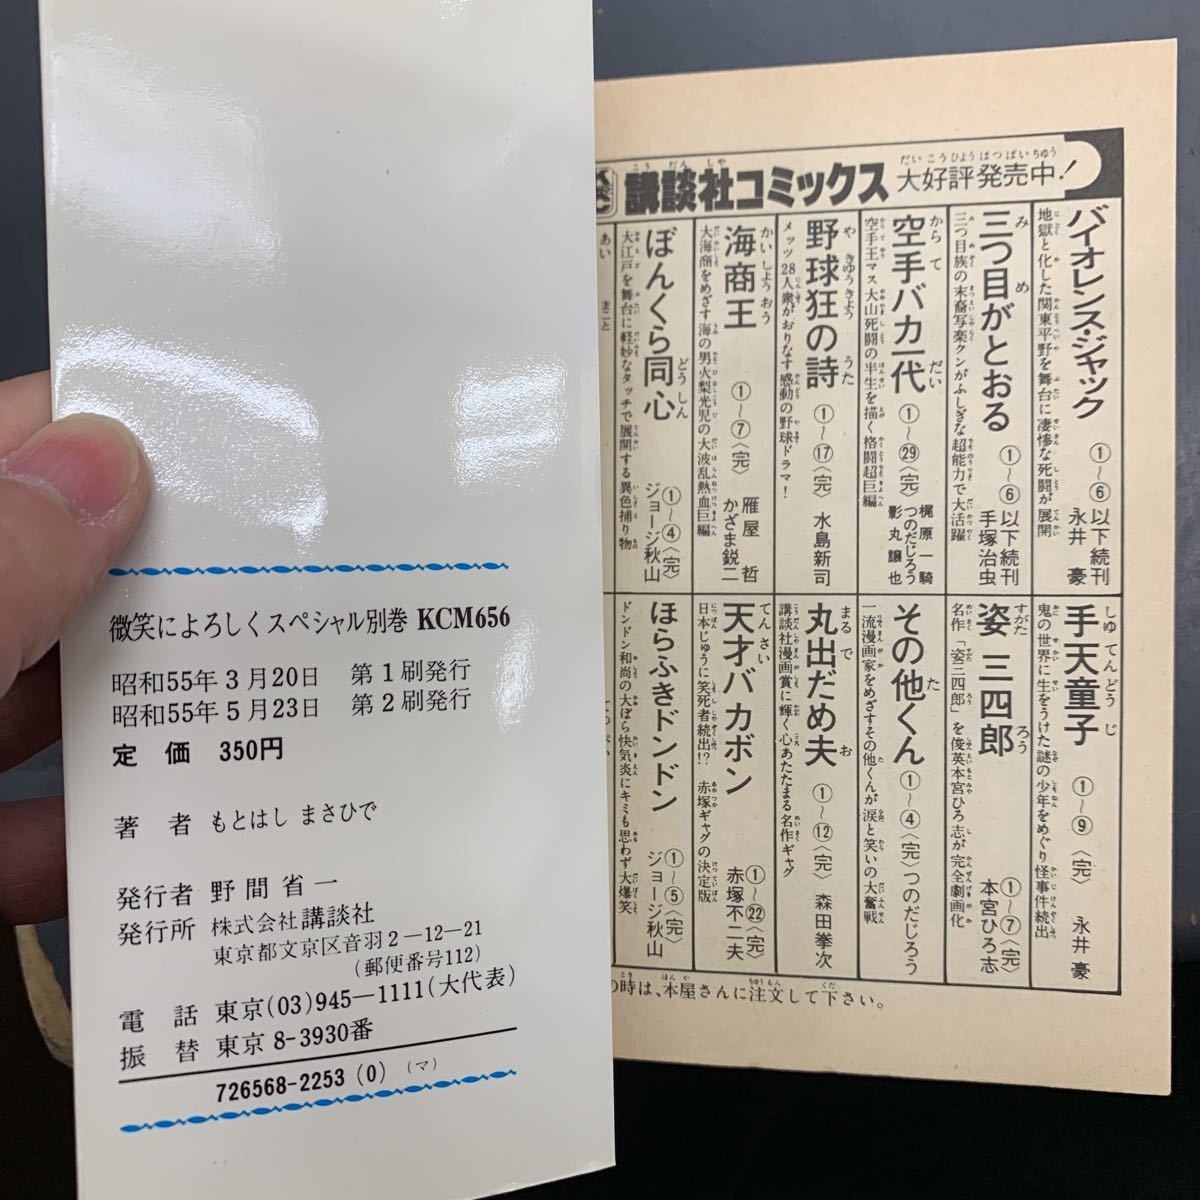 微笑によろしくスペシャル別巻 KCM656
昭和55年3月20日 第1刷発行
昭和55年5月23日 第2刷発行
定価 350円
著者 もとはし まさひで
発行者 野間省一
発行所 株式会社講談社
東京都文京区音羽2-12-21
(郵便番号112)
電話 東京(03)945-1111(大代表)
振替 東京8-3930番
726568-2253 (0) (マ)
講談社コミックス 大好評発売中!
バイオレンス・ジャック ①〜⑥以下続刊 永井 豪
地獄と化した関東平野を舞台に凄惨な死闘が展開
三つ目がとおる ①〜⑥以下続刊 手塚治虫
三つ目族の末裔写楽クンがふしぎな超能力で大活躍
空手バカ一代 ①〜㉙〈完〉 梶原一騎 つのだじろう 影丸譲也
空手王マス大山死闘の半生を描く格闘超巨編
野球狂の詩 ①〜⑰〈完〉 水島新司
メッツ28人衆がおりなす感動の野球ドラマ!
海商王 ①〜⑦〈完〉 雁屋 哲 かざま鋭二
大海商をめざす海の男火梨光児の大波乱熱血巨編
ぼんくら同心 ①〜④〈完〉 ジョージ秋山
大江戸を舞台に軽妙なタッチで展開する異色捕り物
手天童子 ①〜⑨〈完〉 永井 豪
鬼の世界に生をうけた謎の少年をめぐり怪事件続出
姿三四郎 ①〜⑦〈完〉 本宮ひろ志
名作「姿三四郎」を俊英本宮ひろ志が完全劇画化
その他くん ①〜④〈完〉 つのだじろう
一流漫画家をめざすその他くんが涙と笑いの大奮戦
丸出だめ夫 ①〜⑫〈完〉 森田拳次
講談社漫画賞に輝く心あたたまる名作ギャグ
天才バカボン ①〜㉒〈完〉 赤塚不二夫
日本じゅうに笑死者続出!? 赤塚ギャグの決定版
ほらふきドンドン ①〜⑤〈完〉 ジョージ秋山
ドンドン和尚の大ぼら快気炎にキミも思わず大爆笑
の時は、本屋さんに注文して下さい。